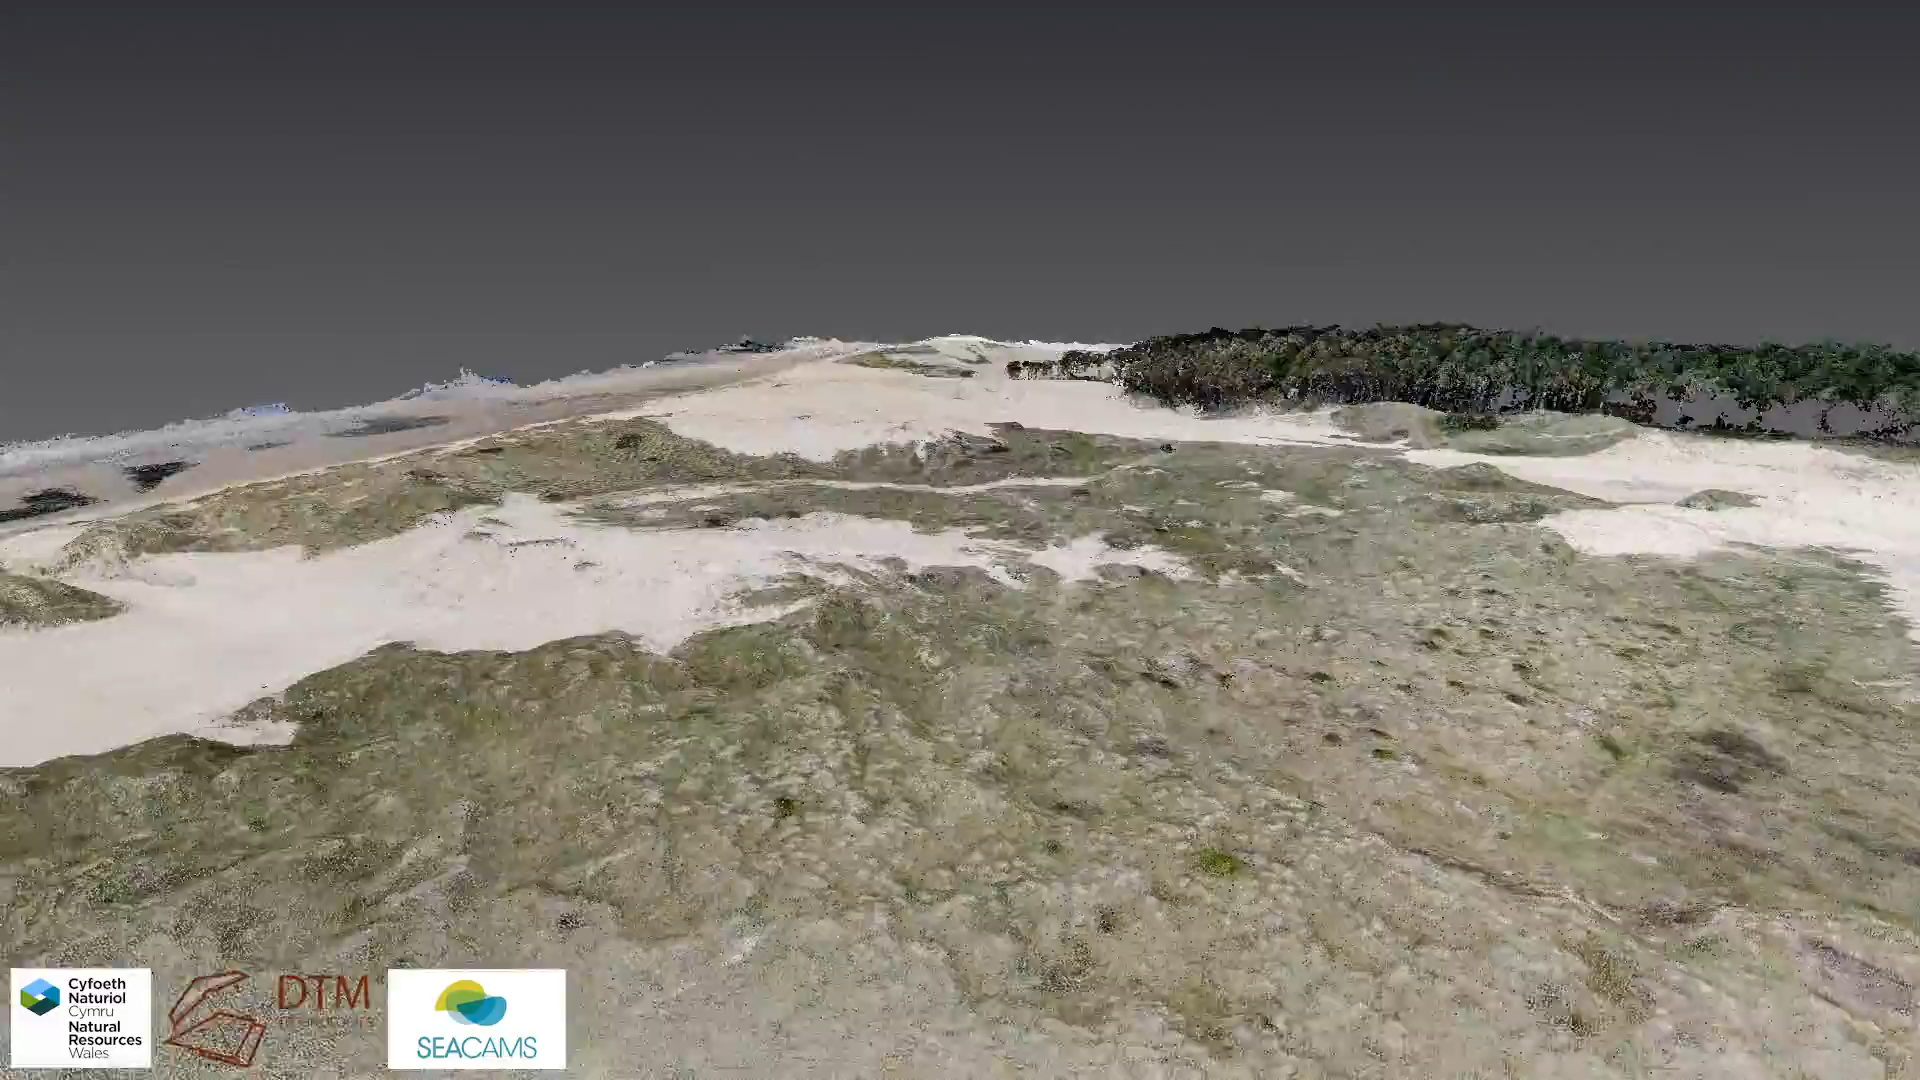 Cyfoeth
Naturiol
Cymru
Natural
Resources
Wales
DTM
SEACAMS